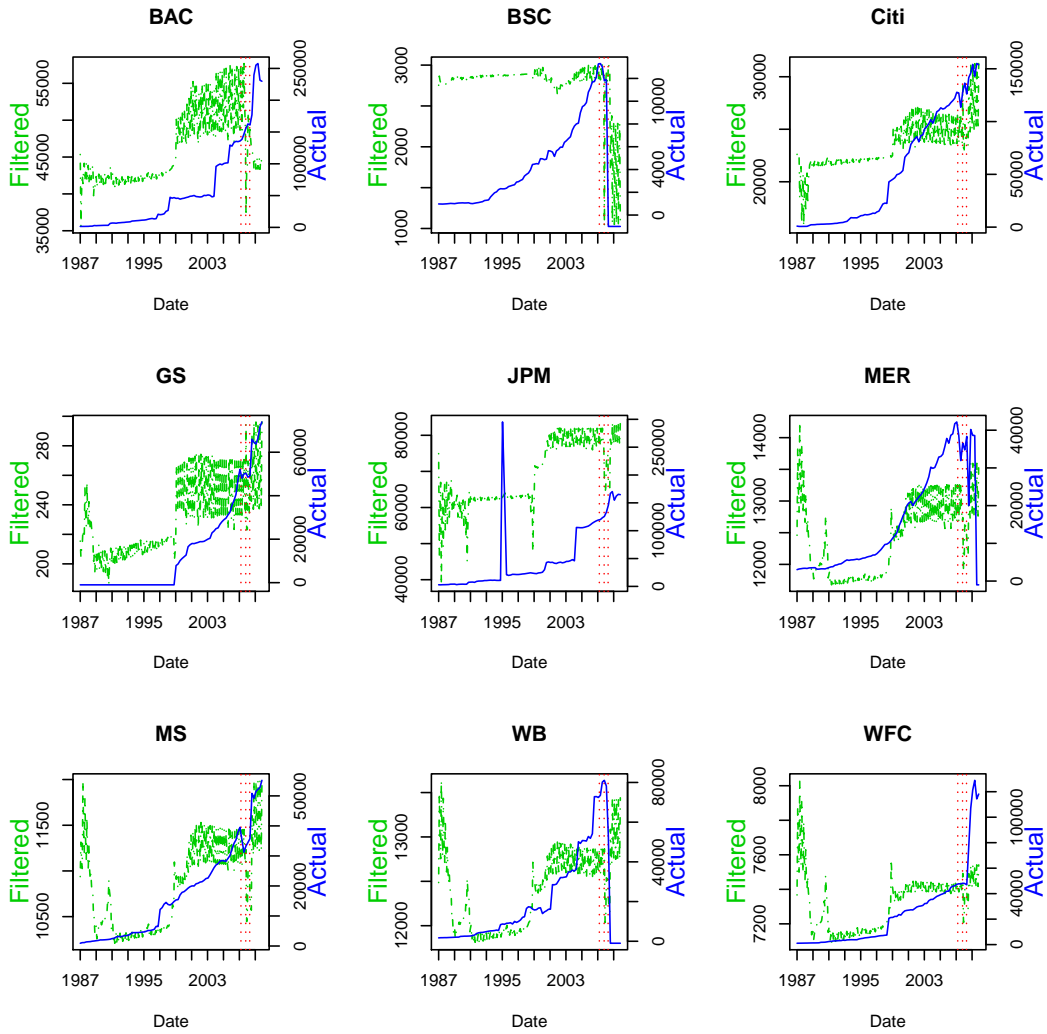 BAC
Filtered
35000 45000 55000
0 100000 250000
Actual
1987 1995 2003
Date
BSC
Filtered
1000 2000 3000
0 4000 10000
Actual
1987 1995 2003
Date
Citi
Filtered
20000 30000
0 50000 150000
Actual
1987 1995 2003
Date
GS
Filtered
200 240 280
0 20000 60000
Actual
1987 1995 2003
Date
JPM
Filtered
40000 60000 80000
0 100000 250000
Actual
1987 1995 2003
Date
MER
Filtered
12000 13000 14000
0 20000 40000
Actual
1987 1995 2003
Date
MS
Filtered
10500 11500
0 20000 50000
Actual
1987 1995 2003
Date
WB
Filtered
12000 13000
0 40000 80000
Actual
1987 1995 2003
Date
WFC
Filtered
7200 7600 8000
0 40000 100000
Actual
1987 1995 2003
Date